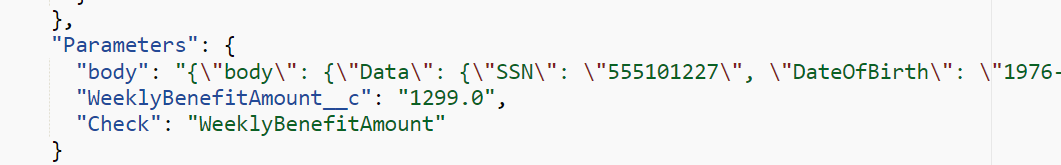 },
"Parameters": {
"body": "{\"body\": {\"Data\": {\"SSN\": \"555101227\", \"DateOfBirth\": \"1976-
"WeeklyBenefitAmount__c": "1299.0",
"Check": "WeeklyBenefitAmount"
}